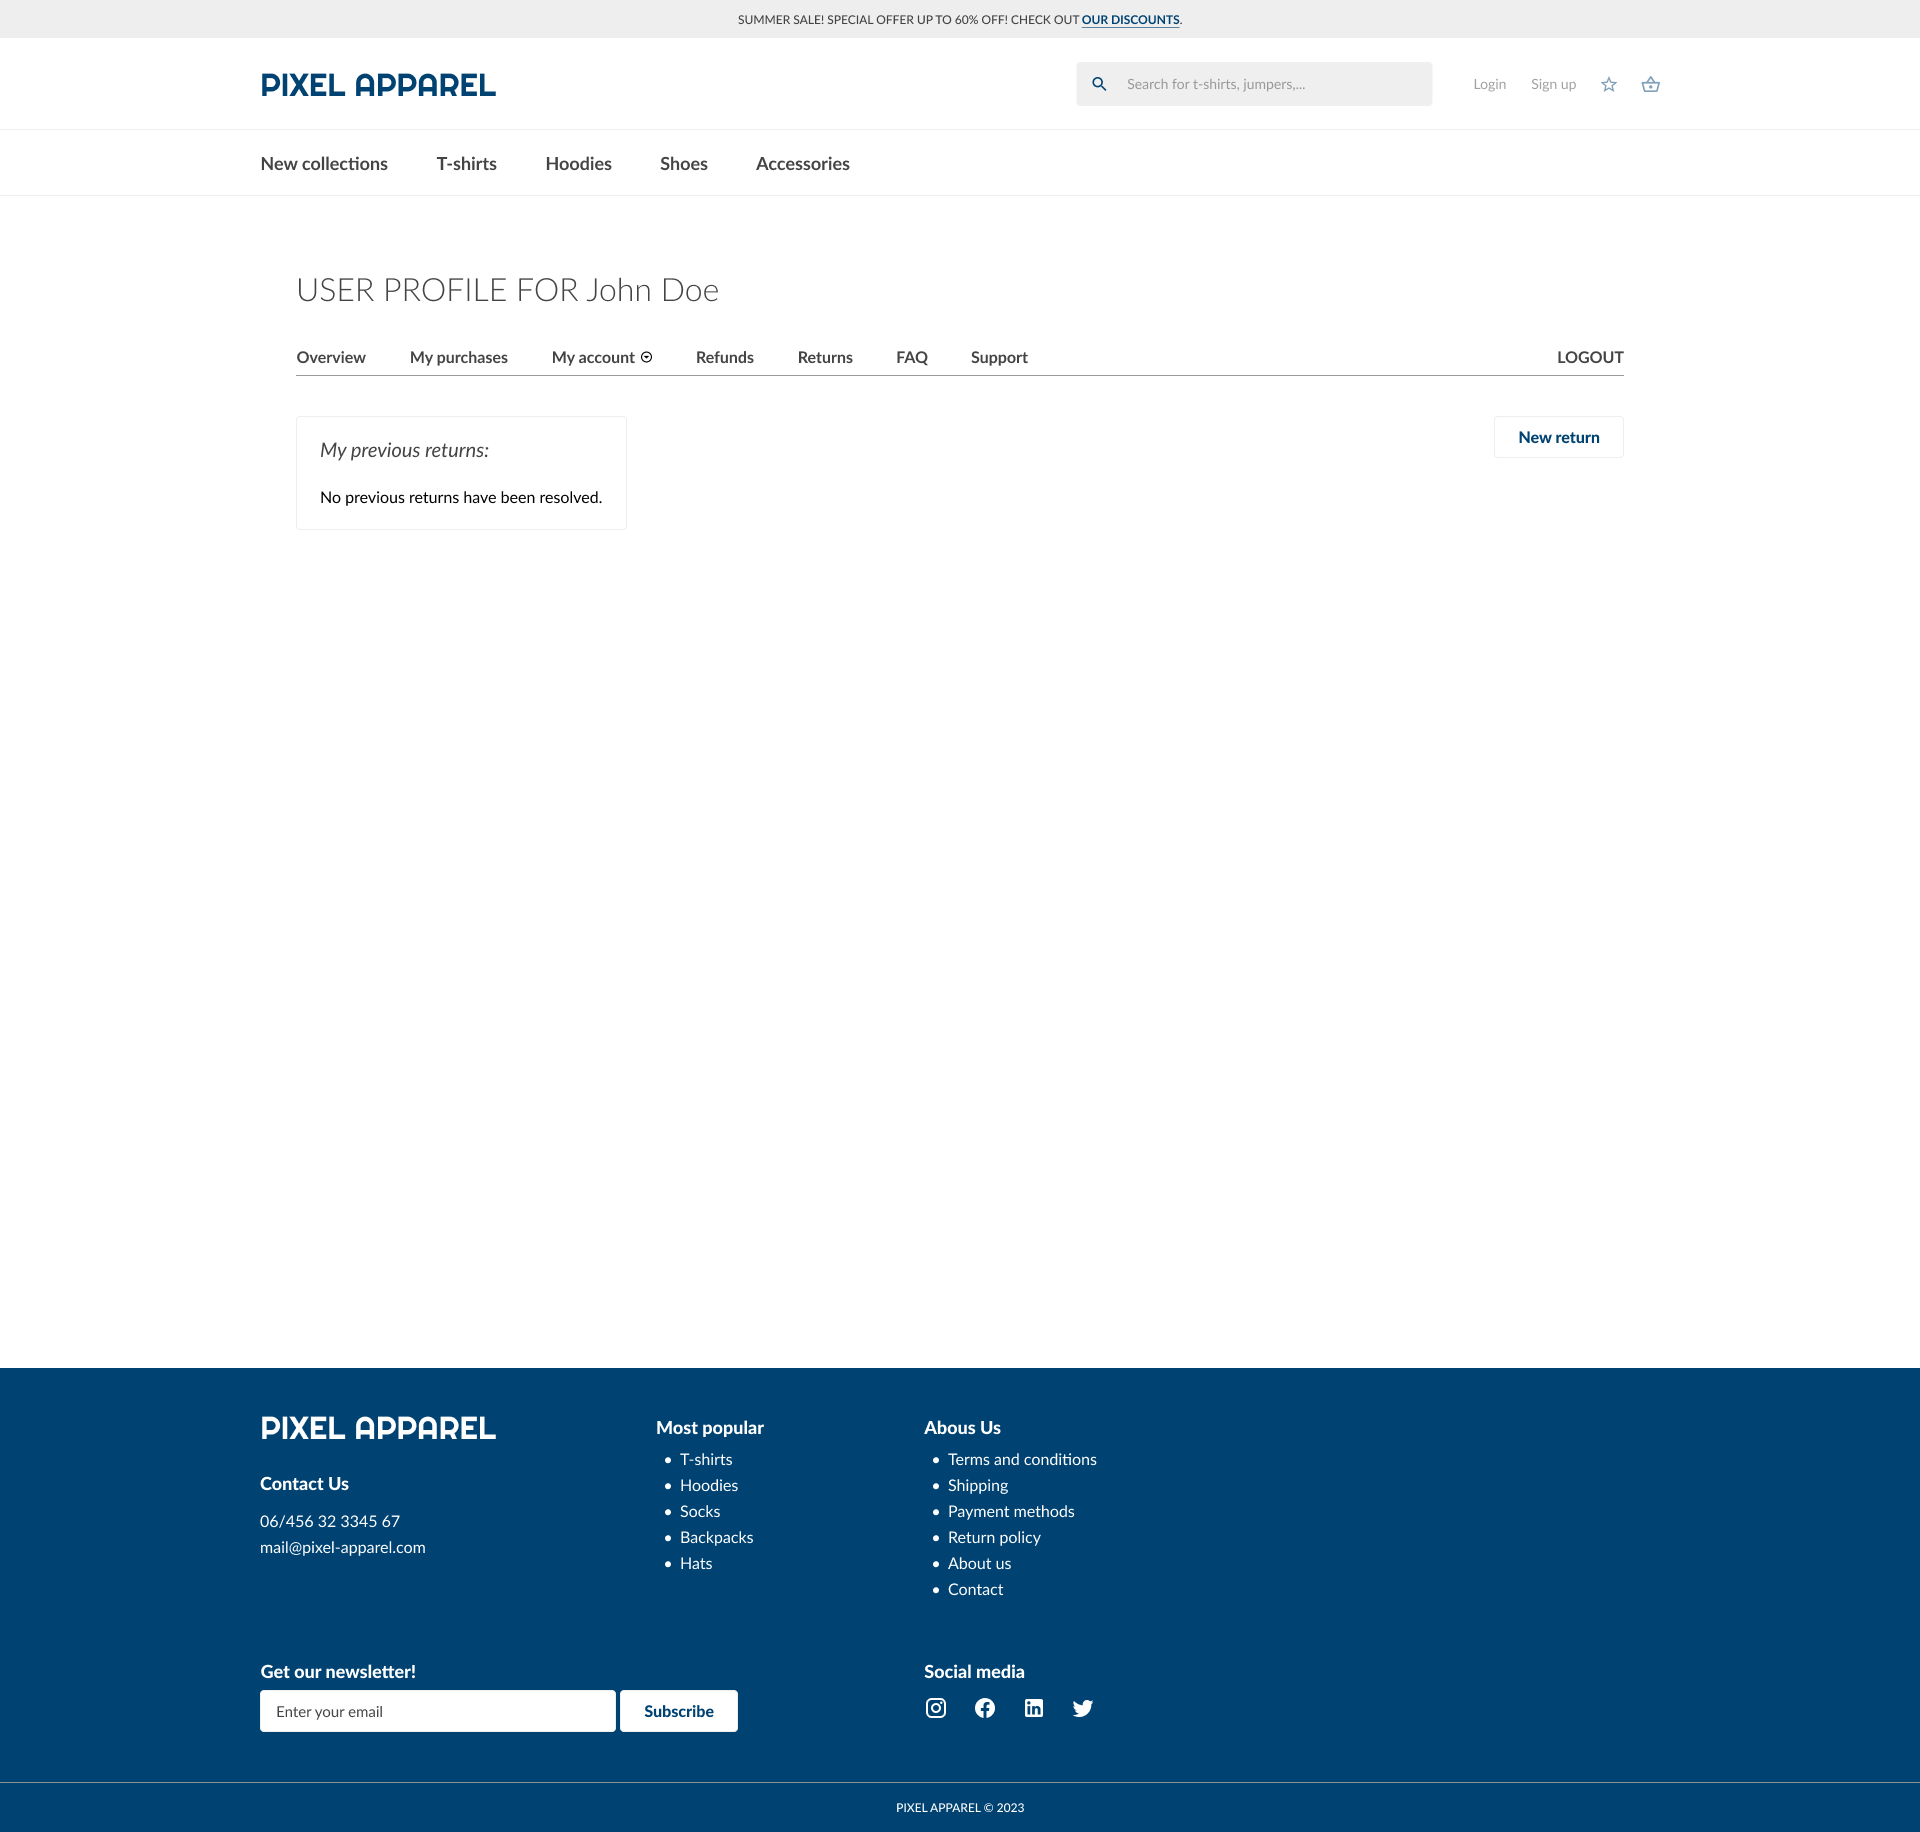 SUMMER SALE! SPECIAL OFFER UP TO 60% OFF! CHECK OUT OUR DISCOUNTS.
PIXEL APPAREL
Search for t-shirts, jumpers,...
Login Sign up
New collections T-shirts Hoodies Shoes Accessories
USER PROFILE FOR John Doe
Overview My purchases My account Refunds Returns FAQ Support LOGOUT
My previous returns:
New return
No previous returns have been resolved.
PIXEL APPAREL
Contact Us
06/456 32 3345 67
mail@pixel-apparel.com
Most popular
• T-shirts
• Hoodies
• Socks
• Backpacks
• Hats
Abous Us
• Terms and conditions
• Shipping
• Payment methods
• Return policy
• About us
• Contact
Get our newsletter!
Enter your email Subscribe
Social media
PIXEL APPAREL © 2023